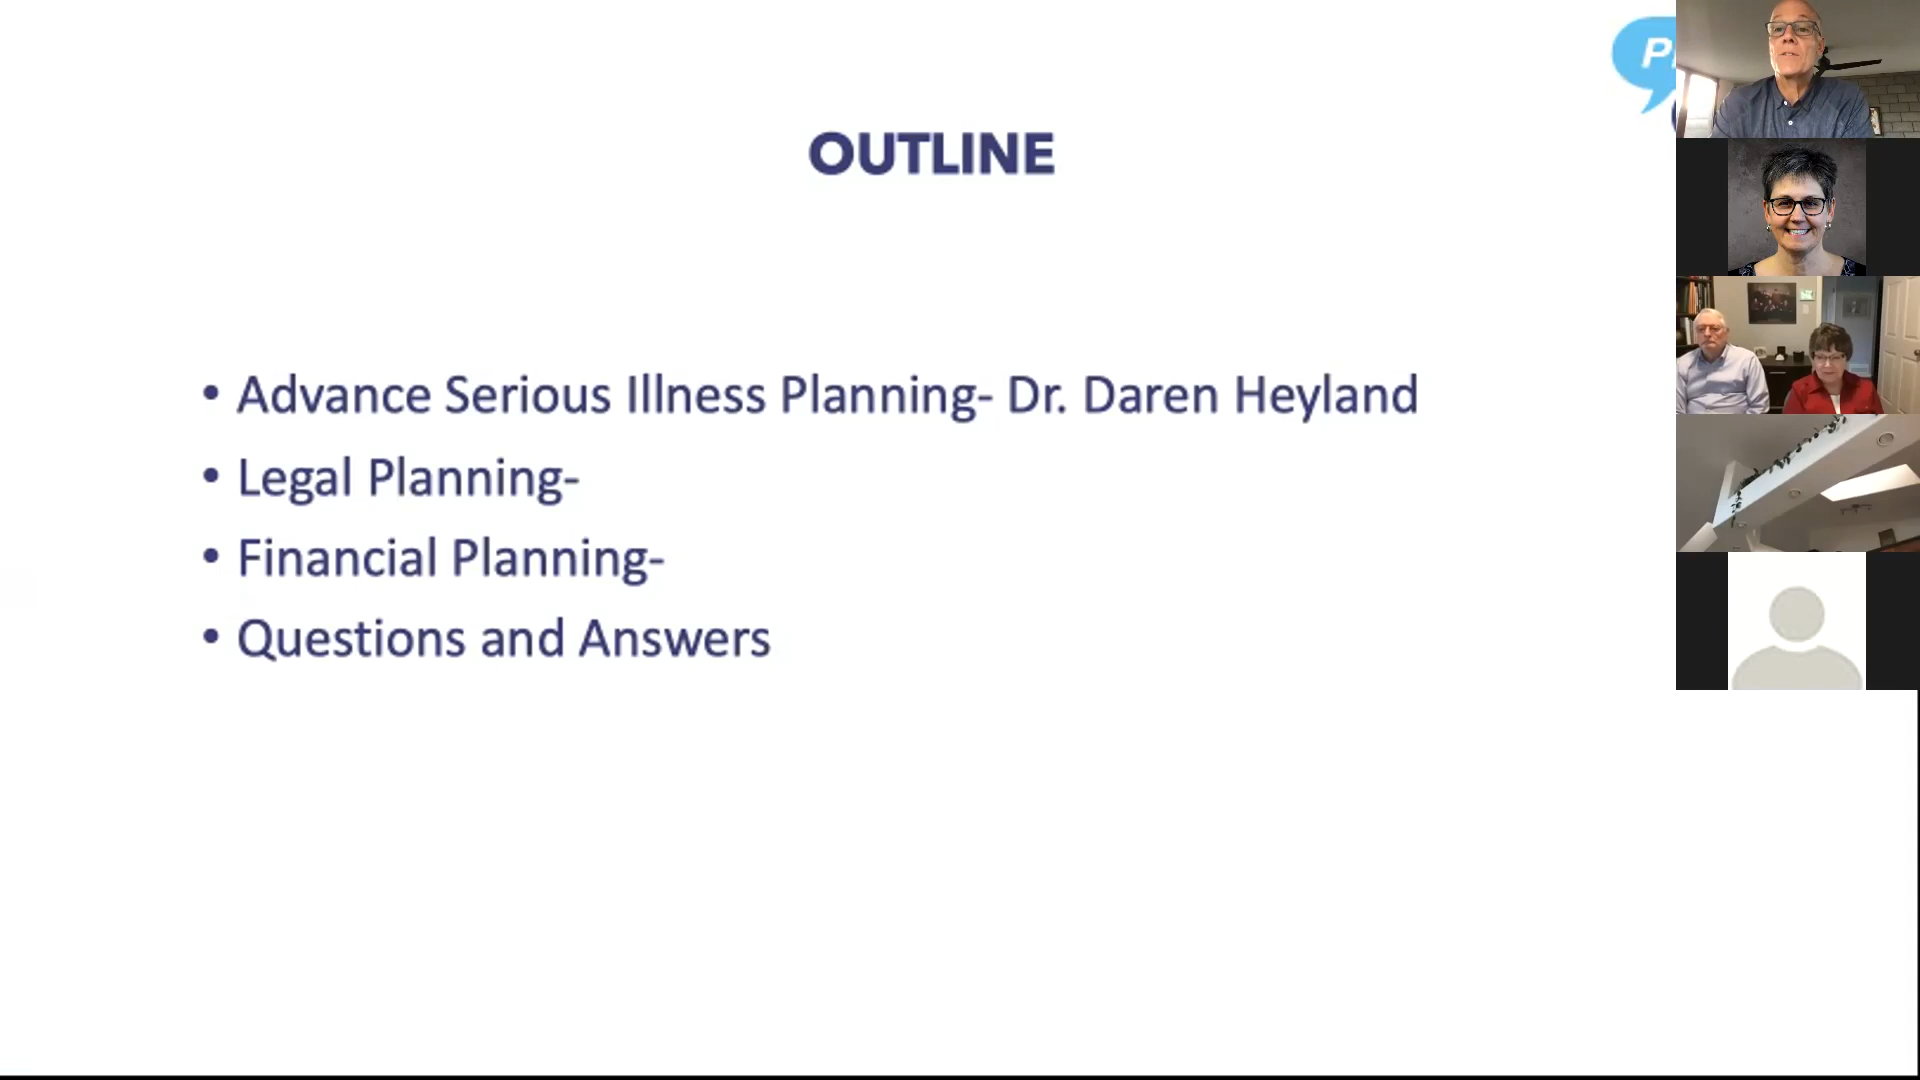 OUTLINE
• Advance Serious Illness Planning- Dr. Daren Heyland
• Legal Planning-
• Financial Planning-
• Questions and Answers